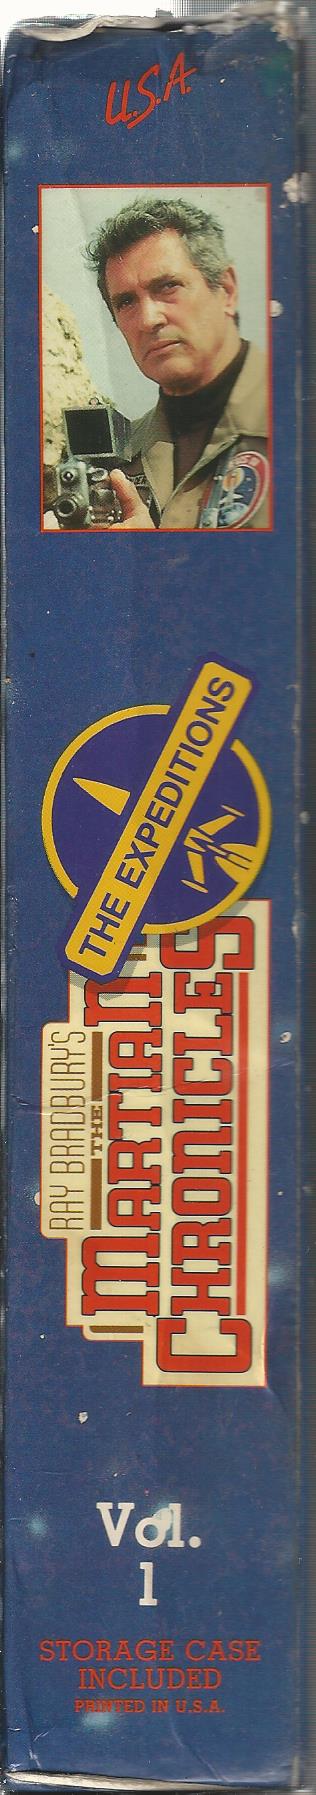 U.S.A.
THE EXPEDITIONS
RAY BRADBURY'S
THE
MARTIAN
CHRONICLES
Vol.
1
STORAGE CASE
INCLUDED
PRINTED IN U.S.A.